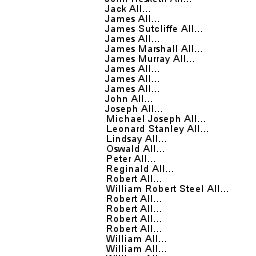 John Hesketh All...
Jack All...
James All...
James Sutcliffe All...
James All...
James Marshall All...
James Murray All...
James All...
James All...
James All...
John All...
Joseph All...
Michael Joseph All...
Leonard Stanley All...
Lindsay All...
Oswald All...
Peter All...
Reginald All...
Robert All...
William Robert Steel All...
Robert All...
Robert All...
Robert All...
Robert All...
William All...
William All...